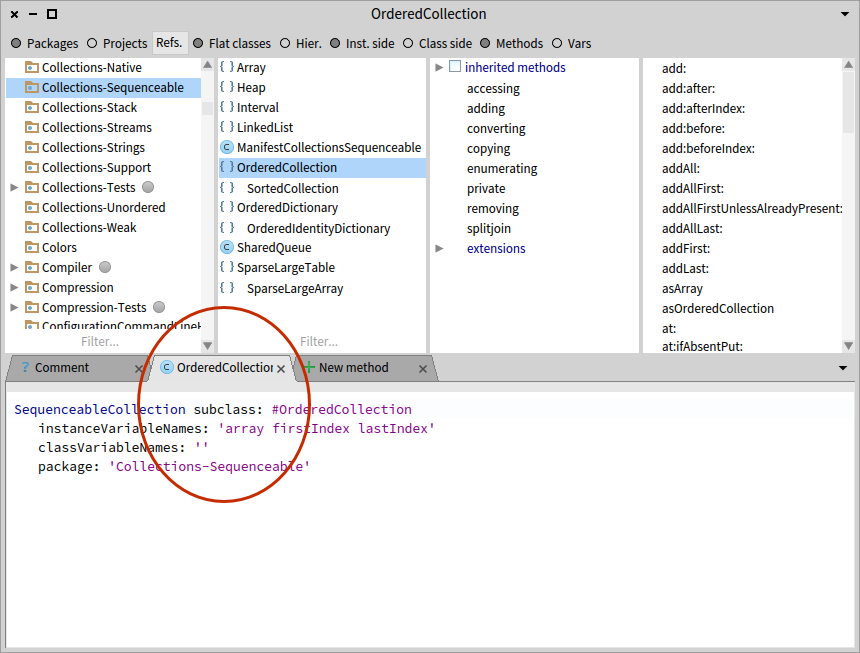 OrderedCollection
Packages Projects Refs. Flat classes Hier. Inst. side Class side Methods Vars
Collections-Native
Collections-Sequenceable
Collections-Stack
Collections-Streams
Collections-Strings
Collections-Support
Collections-Tests
Collections-Unordered
Collections-Weak
Colors
Compiler
Compression
Compression-Tests
ConfigurationCommandLineH
Filter...
{ } Array
{ } Heap
{ } Interval
{ } LinkedList
C ManifestCollectionsSequenceable
{ } OrderedCollection
{ } SortedCollection
{ } OrderedDictionary
{ } OrderedIdentityDictionary
C SharedQueue
{ } SparseLargeTable
{ } SparseLargeArray
Filter...
inherited methods
accessing
adding
converting
copying
enumerating
private
removing
splitjoin
extensions
add:
add:after:
add:afterIndex:
add:before:
add:beforeIndex:
addAll:
addAllFirst:
addAllFirstUnlessAlreadyPresent:
addAllLast:
addFirst:
addLast:
asArray
asOrderedCollection
at:
at:ifAbsentPut:
? Comment C OrderedCollection New method
SequenceableCollection subclass: #OrderedCollection
instanceVariableNames: 'array firstIndex lastIndex'
classVariableNames: ''
package: 'Collections-Sequenceable'